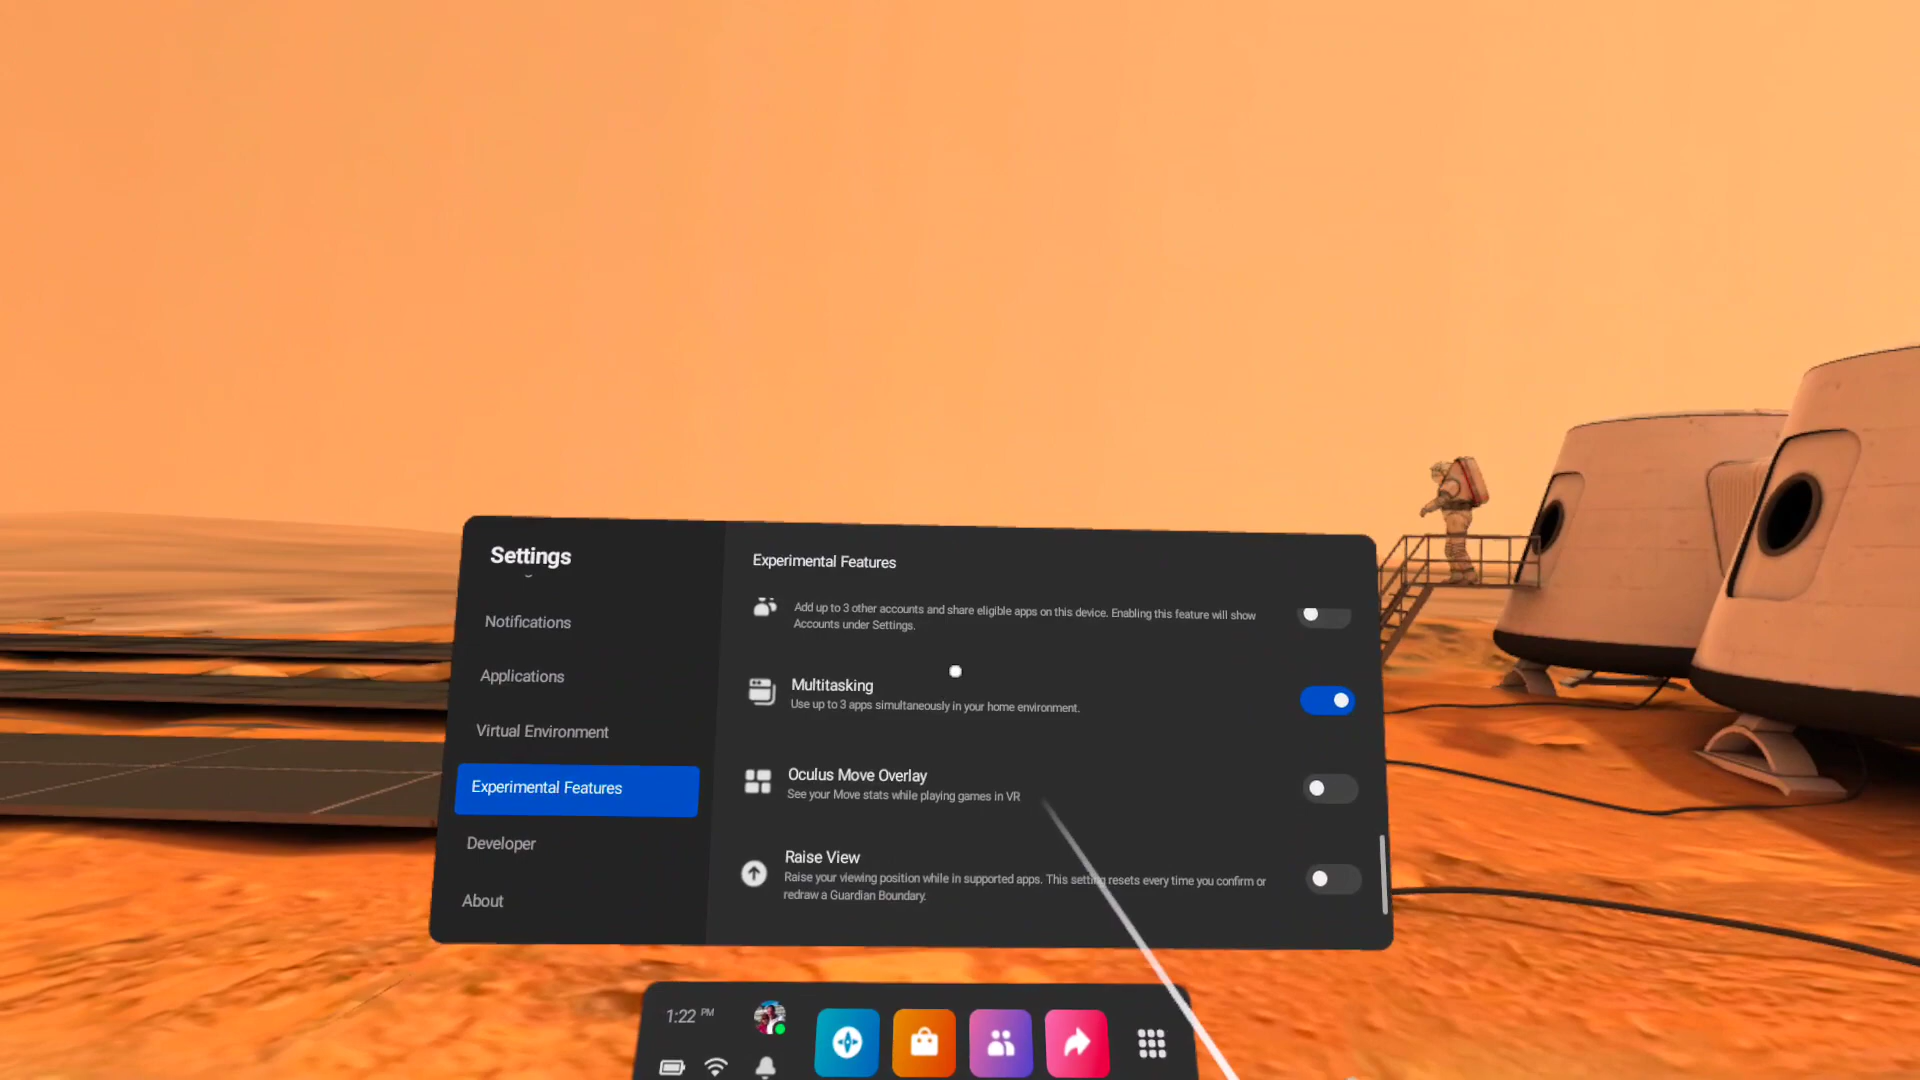 Settings
Notifications
Applications
Virtual Environment
Experimental Features
Developer
About
Experimental Features
Add up to 3 other accounts and share eligible apps on this device. Enabling this feature will show
Accounts under Settings.
Multitasking
Use up to 3 apps simultaneously in your home environment.
Oculus Move Overlay
See your Move stats while playing games in VR
Raise View
Raise your viewing position while in supported apps. This setting resets every time you confirm or
redraw a Guardian Boundary.
1:22 PM